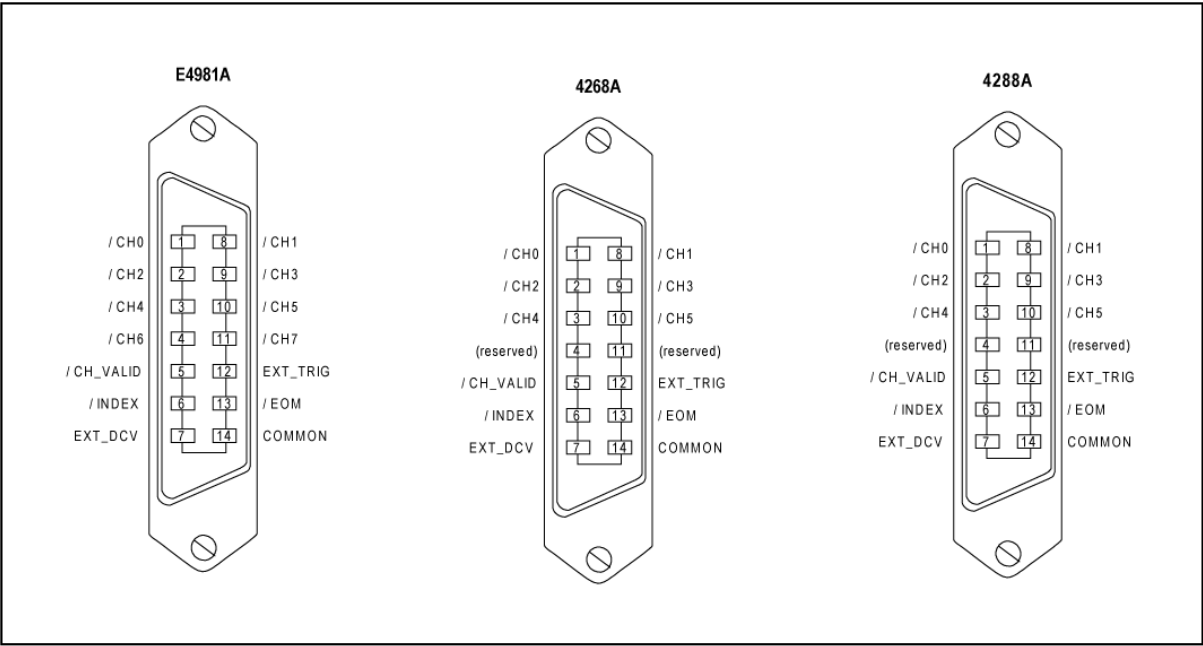 E4981A
/ CH0 1 8 / CH1
/ CH2 2 9 / CH3
/ CH4 3 10 / CH5
/ CH6 4 11 / CH7
/ CH_VALID 5 12 EXT_TRIG
/ INDEX 6 13 / EOM
EXT_DCV 7 14 COMMON
4268A
/ CH0 1 8 / CH1
/ CH2 2 9 / CH3
/ CH4 3 10 / CH5
(reserved) 4 11 (reserved)
/ CH_VALID 5 12 EXT_TRIG
/ INDEX 6 13 / EOM
EXT_DCV 7 14 COMMON
4288A
/ CH0 1 8 / CH1
/ CH2 2 9 / CH3
/ CH4 3 10 / CH5
(reserved) 4 11 (reserved)
/ CH_VALID 5 12 EXT_TRIG
/ INDEX 6 13 / EOM
EXT_DCV 7 14 COMMON